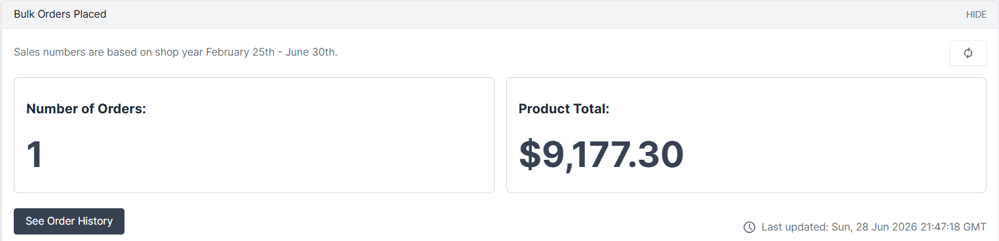 Bulk Orders Placed
HIDE
Sales numbers are based on shop year February 25th - June 30th.
Number of Orders:
1
Product Total:
$9,177.30
See Order History
Last updated: Sun, 28 Jun 2026 21:47:18 GMT